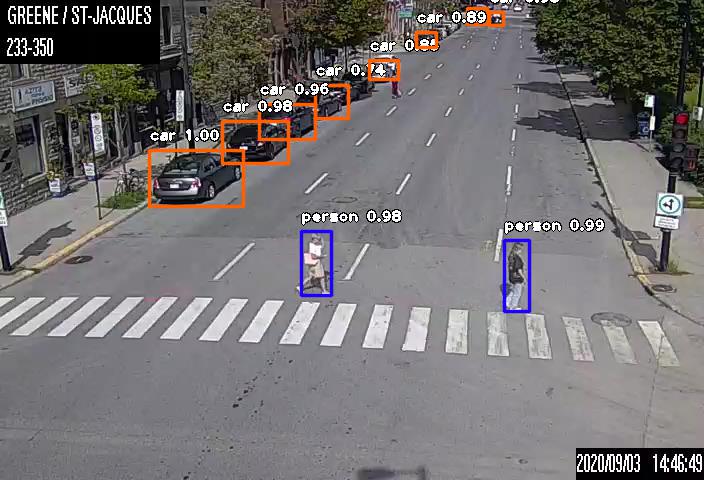 GREENE / ST-JACQUES
233-350
car 0.89
car 0.96
car 0.98
car 1.00
person 0.98
person 0.99
2020/09/03 14:46:49